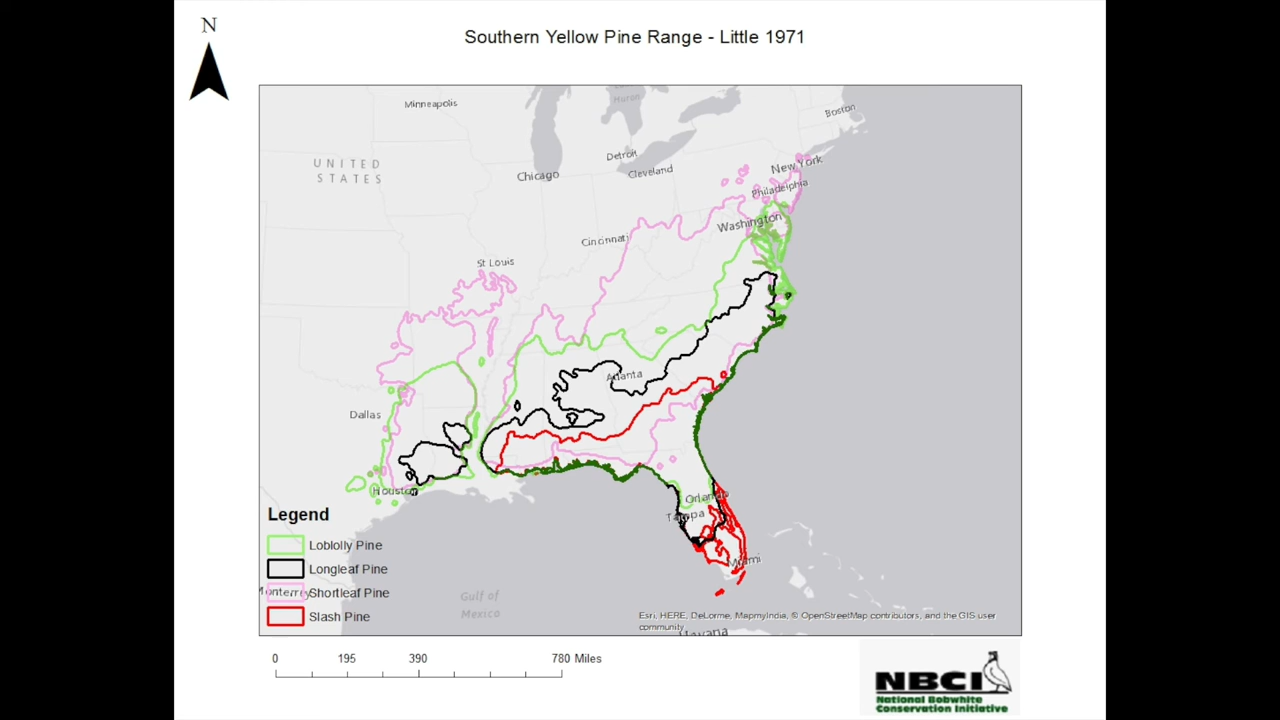 N
Southern Yellow Pine Range - Little 1971
Minneapolis
Huron
Boston
UNITED
STATES
Detroit
Chicago
Cleveland
New York
Philadelphia
Washington
Cincinnati
St Louis
Atlanta
Dallas
Houston
Orlando
Tampa
Miami
Legend
Loblolly Pine
Longleaf Pine
Monterrey
Shortleaf Pine
Slash Pine
Gulf of
Mexico
Esri, HERE, DeLorme, MapmyIndia, © OpenStreetMap contributors, and the GIS user
community
Havana
0 195 390 780 Miles
NBCI
National Bobwhite
Conservation Initiative